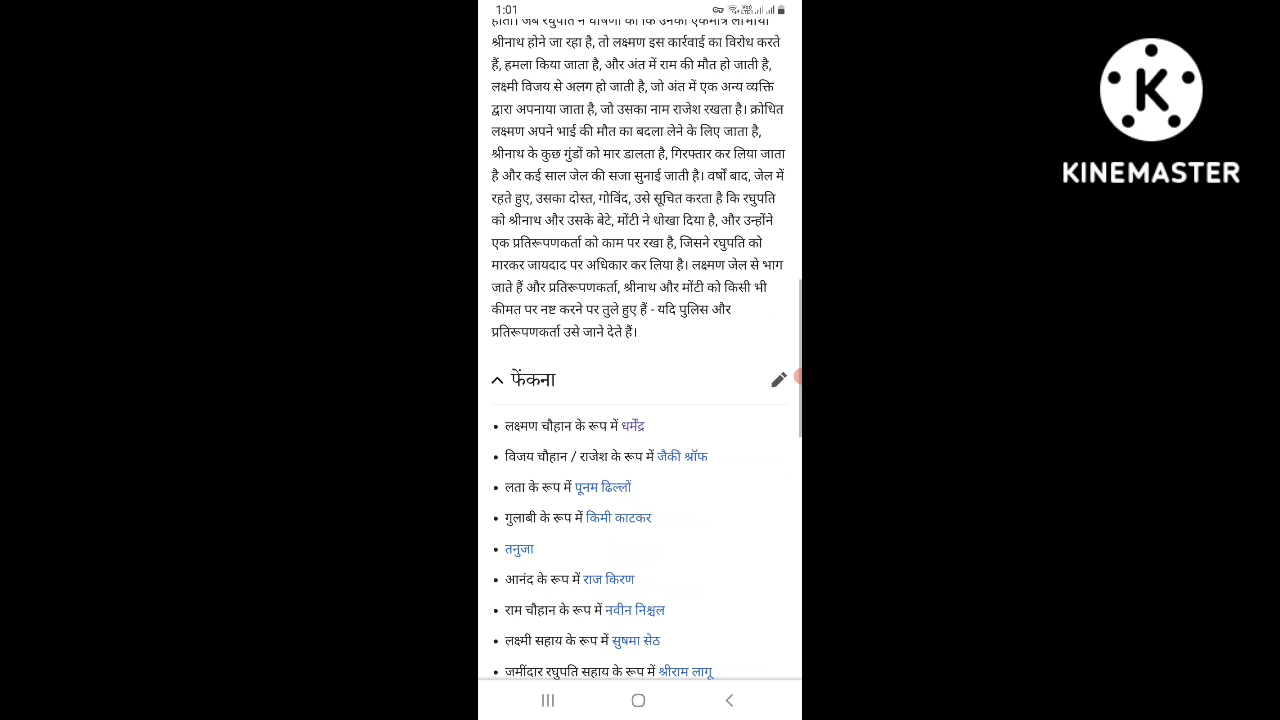 1:01
श्रीनाथ होने जा रहा है, तो लक्ष्मण इस कार्रवाई का विरोध करते
हैं, हमला किया जाता है, और अंत में राम की मौत हो जाती है,
लक्ष्मी विजय से अलग हो जाती है, जो अंत में एक अन्य व्यक्ति
द्वारा अपनाया जाता है, जो उसका नाम राजेश रखता है। क्रोधित
लक्ष्मण अपने भाई की मौत का बदला लेने के लिए जाता है,
श्रीनाथ के कुछ गुंडों को मार डालता है, गिरफ्तार कर लिया जाता
है और कई साल जेल की सजा सुनाई जाती है। वर्षों बाद, जेल में
रहते हुए, उसका दोस्त, गोविंद, उसे सूचित करता है कि रघुपति
को श्रीनाथ और उसके बेटे, मोंटी ने धोखा दिया है, और उन्होंने
एक प्रतिरूपणकर्ता को काम पर रखा है, जिसने रघुपति को
मारकर जायदाद पर अधिकार कर लिया है। लक्ष्मण जेल से भाग
जाते हैं और प्रतिरूपणकर्ता, श्रीनाथ और मोंटी को किसी भी
कीमत पर नष्ट करने पर तुले हुए हैं - यदि पुलिस और
प्रतिरूपणकर्ता उसे जाने देते हैं।
फेंकना
• लक्ष्मण चौहान के रूप में धर्मेंद्र
• विजय चौहान / राजेश के रूप में जैकी श्रॉफ
• लता के रूप में पूनम ढिल्लों
• गुलाबी के रूप में किमी काटकर
• तनुजा
• आनंद के रूप में राज किरण
• राम चौहान के रूप में नवीन निश्चल
• लक्ष्मी सहाय के रूप में सुषमा सेठ
• जमींदार रघुपति सहाय के रूप में श्रीराम लागू
K
KINEMASTER